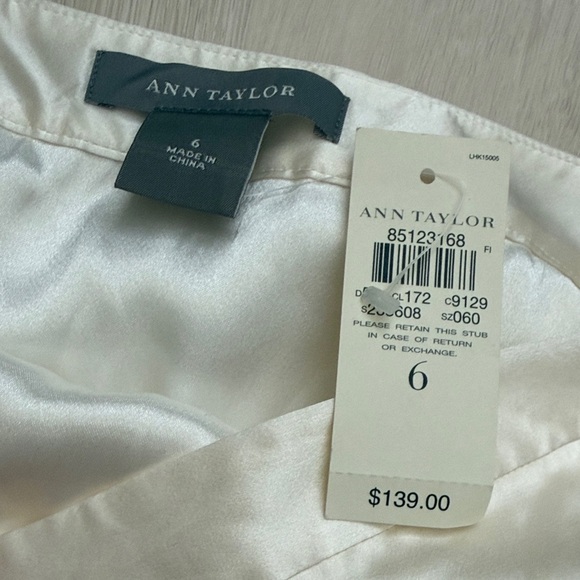 ANN TAYLOR
6
MADE IN
CHINA
LHK15005
ANN TAYLOR
85123168
FI
CL172 C9129
SZ060
PLEASE RETAIN THIS STUB
IN CASE OF RETURN
OR EXCHANGE.
6
$139.00